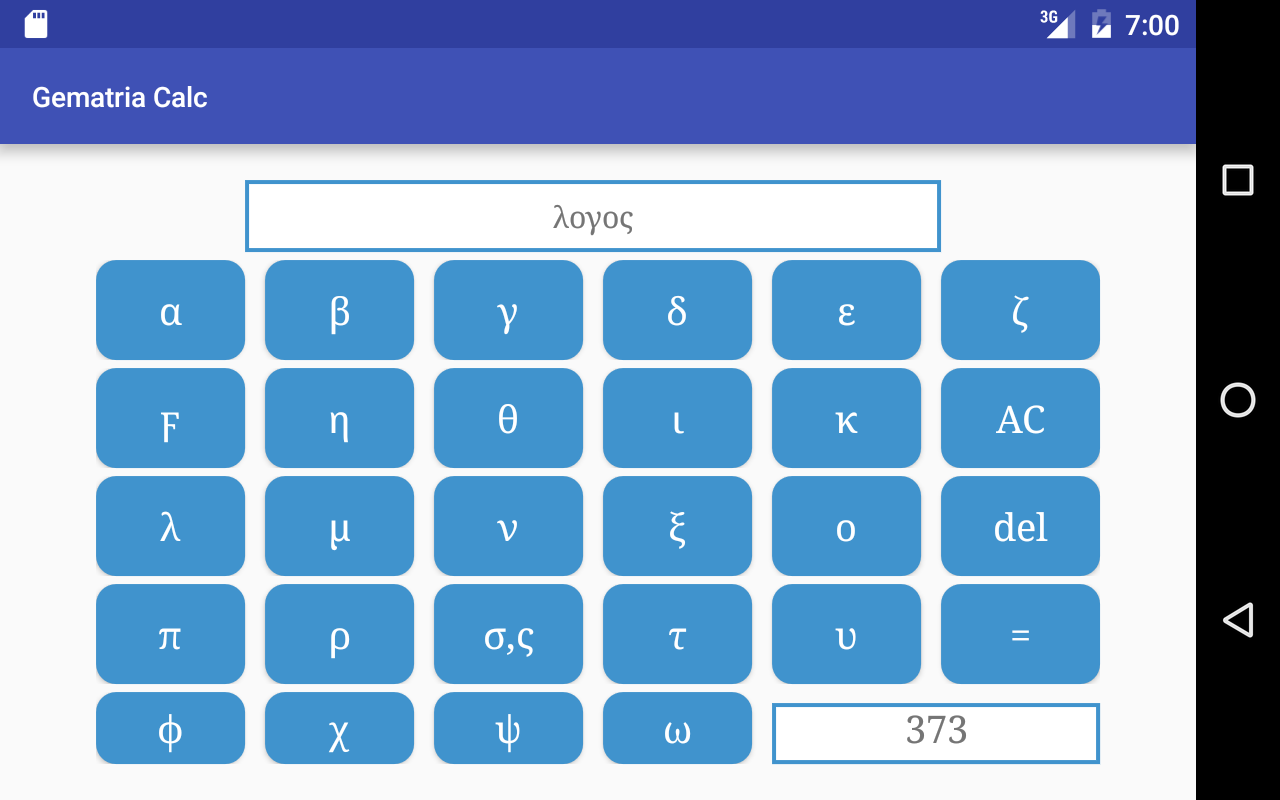 3G 7:00
Gematria Calc
λογος
α β γ δ ε ζ
ϝ η θ ι κ AC
λ μ ν ξ ο del
π ρ σ,ς τ υ =
φ χ ψ ω 373